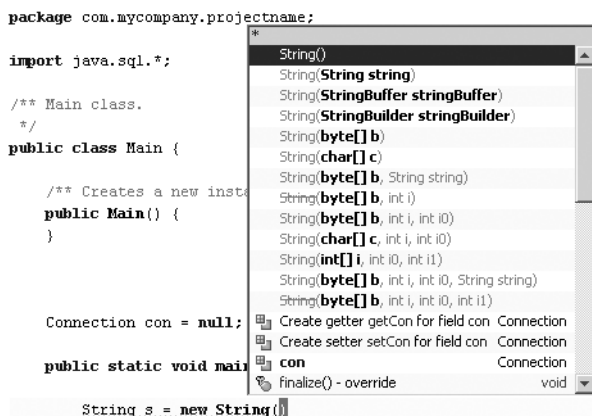 package com.mycompany.projectname;
*
import java.sql.*;
String()
String(String string)
String(StringBuffer stringBuffer)
String(StringBuilder stringBuilder)
String(byte[] b)
String(char[] c)
String(byte[] b, String string)
String(byte[] b, int i)
String(byte[] b, int i, int i0)
String(char[] c, int i, int i0)
String(int[] i, int i0, int i1)
String(byte[] b, int i, int i0, String string)
String(byte[] b, int i, int i0, int i1)
Create getter getCon for field con Connection
Create setter setCon for field con Connection
con Connection
finalize() - override void
/** Main class.
*/
public class Main {
/** Creates a new insta
public Main() {
}
Connection con = null;
public static void mai
String s = new String()